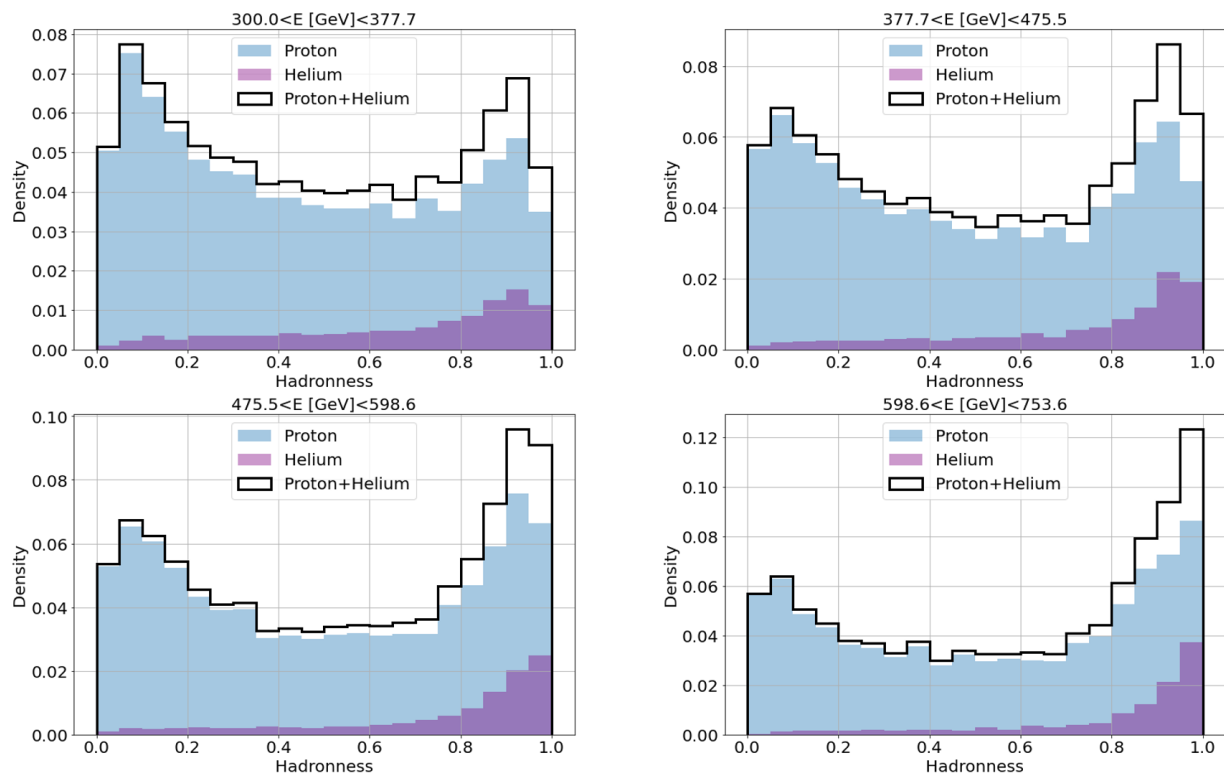 300.0<E [GeV]<377.7
Proton
Helium
Proton+Helium
Density
0.08
0.07
0.06
0.05
0.04
0.03
0.02
0.01
0.00
0.0 0.2 0.4 0.6 0.8 1.0
Hadronness
377.7<E [GeV]<475.5
Proton
Helium
Proton+Helium
Density
0.08
0.06
0.04
0.02
0.00
0.0 0.2 0.4 0.6 0.8 1.0
Hadronness
475.5<E [GeV]<598.6
Proton
Helium
Proton+Helium
Density
0.10
0.08
0.06
0.04
0.02
0.00
0.0 0.2 0.4 0.6 0.8 1.0
Hadronness
598.6<E [GeV]<753.6
Proton
Helium
Proton+Helium
Density
0.12
0.10
0.08
0.06
0.04
0.02
0.00
0.0 0.2 0.4 0.6 0.8 1.0
Hadronness